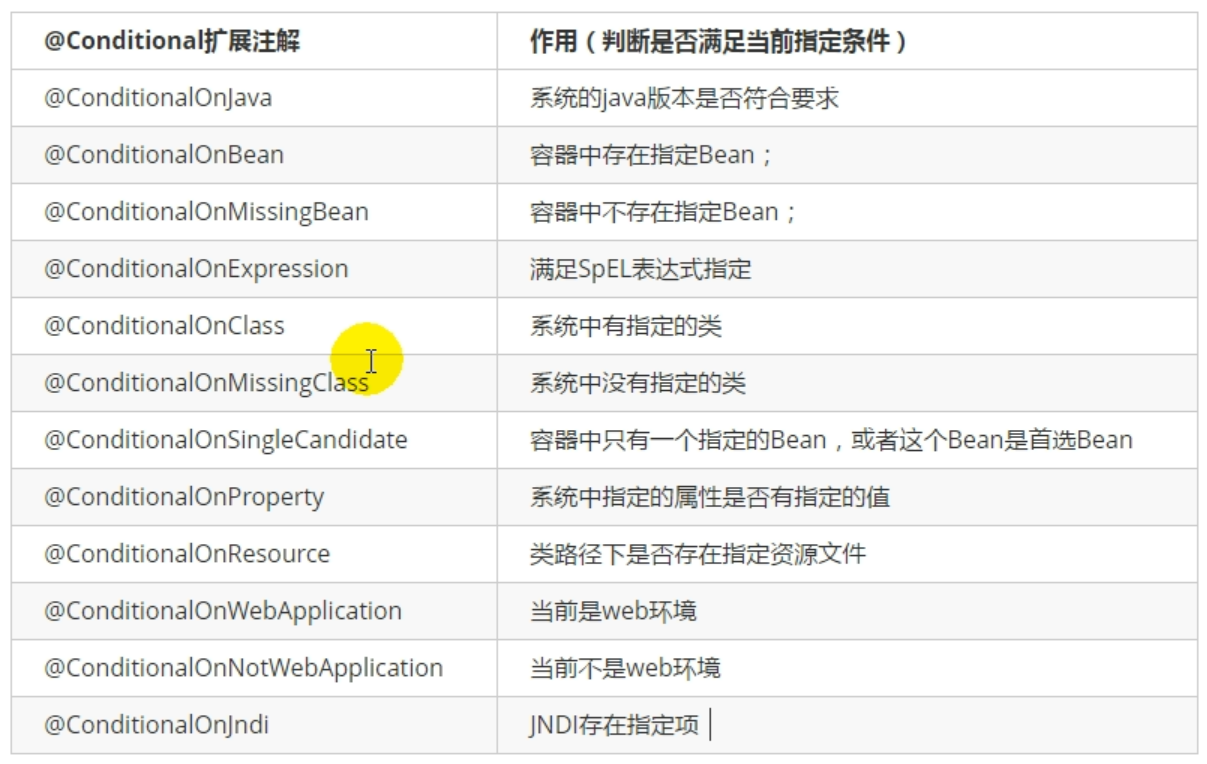 @Conditional扩展注解 作用（判断是否满足当前指定条件）
@ConditionalOnJava 系统的java版本是否符合要求
@ConditionalOnBean 容器中存在指定Bean；
@ConditionalOnMissingBean 容器中不存在指定Bean；
@ConditionalOnExpression 满足SpEL表达式指定
@ConditionalOnClass 系统中有指定的类
@ConditionalOnMissingClass 系统中没有指定的类
@ConditionalOnSingleCandidate 容器中只有一个指定的Bean，或者这个Bean是首选Bean
@ConditionalOnProperty 系统中指定的属性是否有指定的值
@ConditionalOnResource 类路径下是否存在指定资源文件
@ConditionalOnWebApplication 当前是web环境
@ConditionalOnNotWebApplication 当前不是web环境
@ConditionalOnJndi JNDI存在指定项